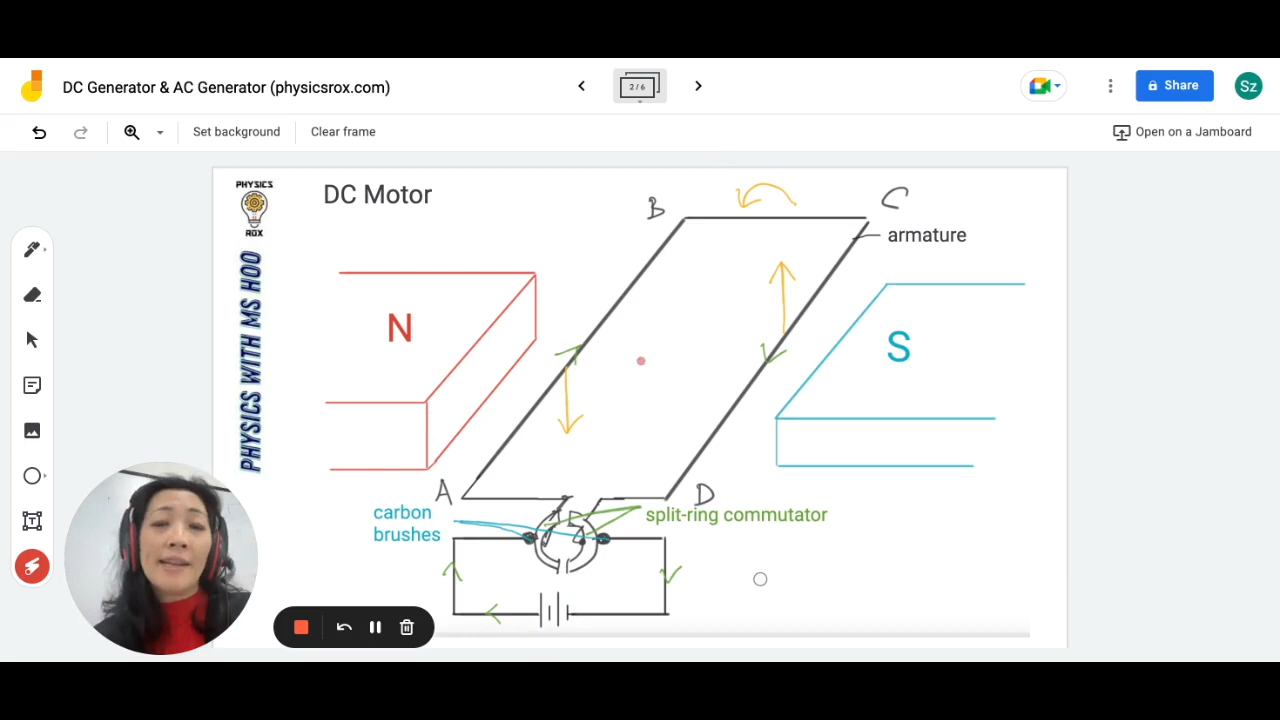 DC Generator & AC Generator (physicsrox.com)
2/6
Share
Sz
Set background
Clear frame
Open on a Jamboard
PHYSICS
ROX
PHYSICS WITH MS HOO
DC Motor
B
C
armature
N
S
A
D
carbon
brushes
split-ring commutator